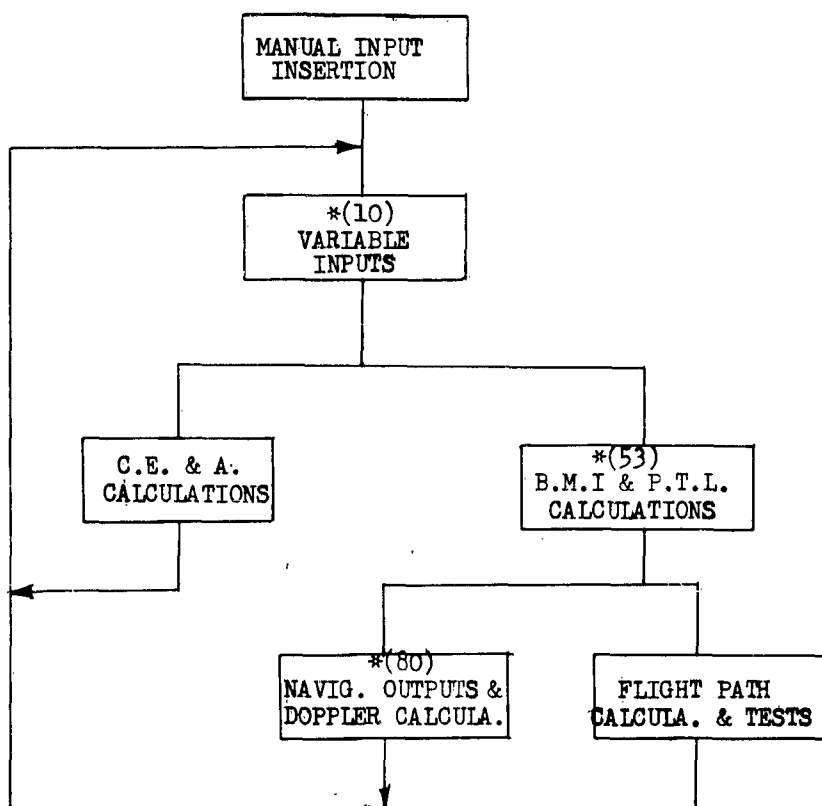 MANUAL INPUT
INSERTION
*(10)
VARIABLE
INPUTS
C.E. & A.
CALCULATIONS
*(53)
B.M.I & P.T.L.
CALCULATIONS
*(80)
NAVIG. OUTPUTS &
DOPPLER CALCULA.
FLIGHT PATH
CALCULA. & TESTS